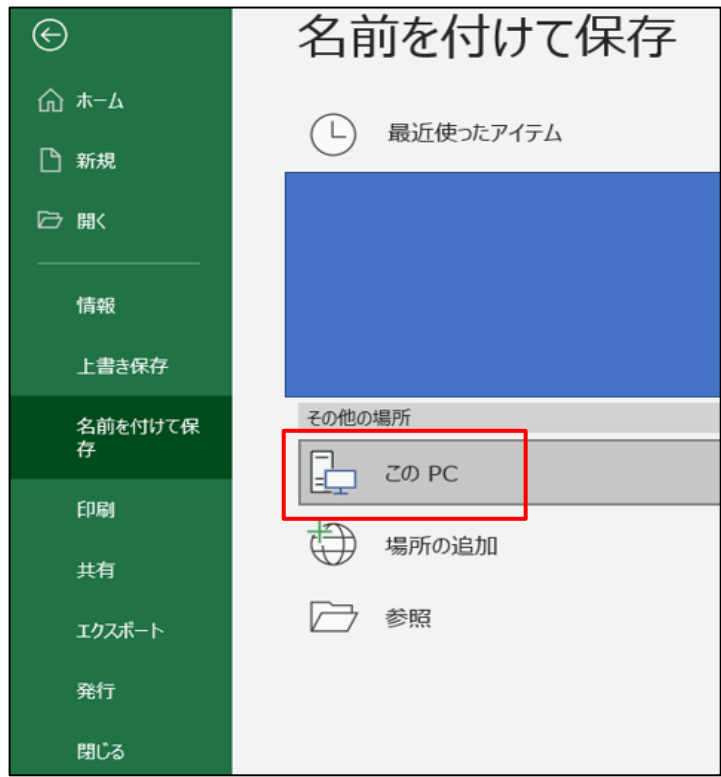 名前を付けて保存
ホーム
新規
開く
情報
上書き保存
名前を付けて保
存
印刷
共有
エクスポート
発行
閉じる
最近使ったアイテム
その他の場所
この PC
場所の追加
参照